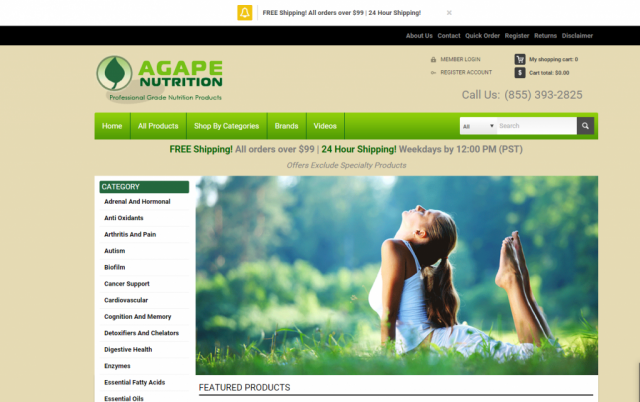 FREE Shipping! All orders over $99 | 24 Hour Shipping!
About Us Contact Quick Order Register Returns Disclaimer
AGAPE
NUTRITION
Professional Grade Nutrition Products
MEMBER LOGIN
My shopping cart: 0
REGISTER ACCOUNT
Cart total: $0.00
Call Us: (855) 393-2825
Home All Products Shop By Categories Brands Videos All Search
FREE Shipping! All orders over $99 | 24 Hour Shipping! Weekdays by 12:00 PM (PST)
Offers Exclude Specialty Products
CATEGORY
Adrenal And Hormonal
Anti Oxidants
Arthritis And Pain
Autism
Biofilm
Cancer Support
Cardiovascular
Cognition And Memory
Detoxifiers And Chelators
Digestive Health
Enzymes
Essential Fatty Acids
Essential Oils
FEATURED PRODUCTS